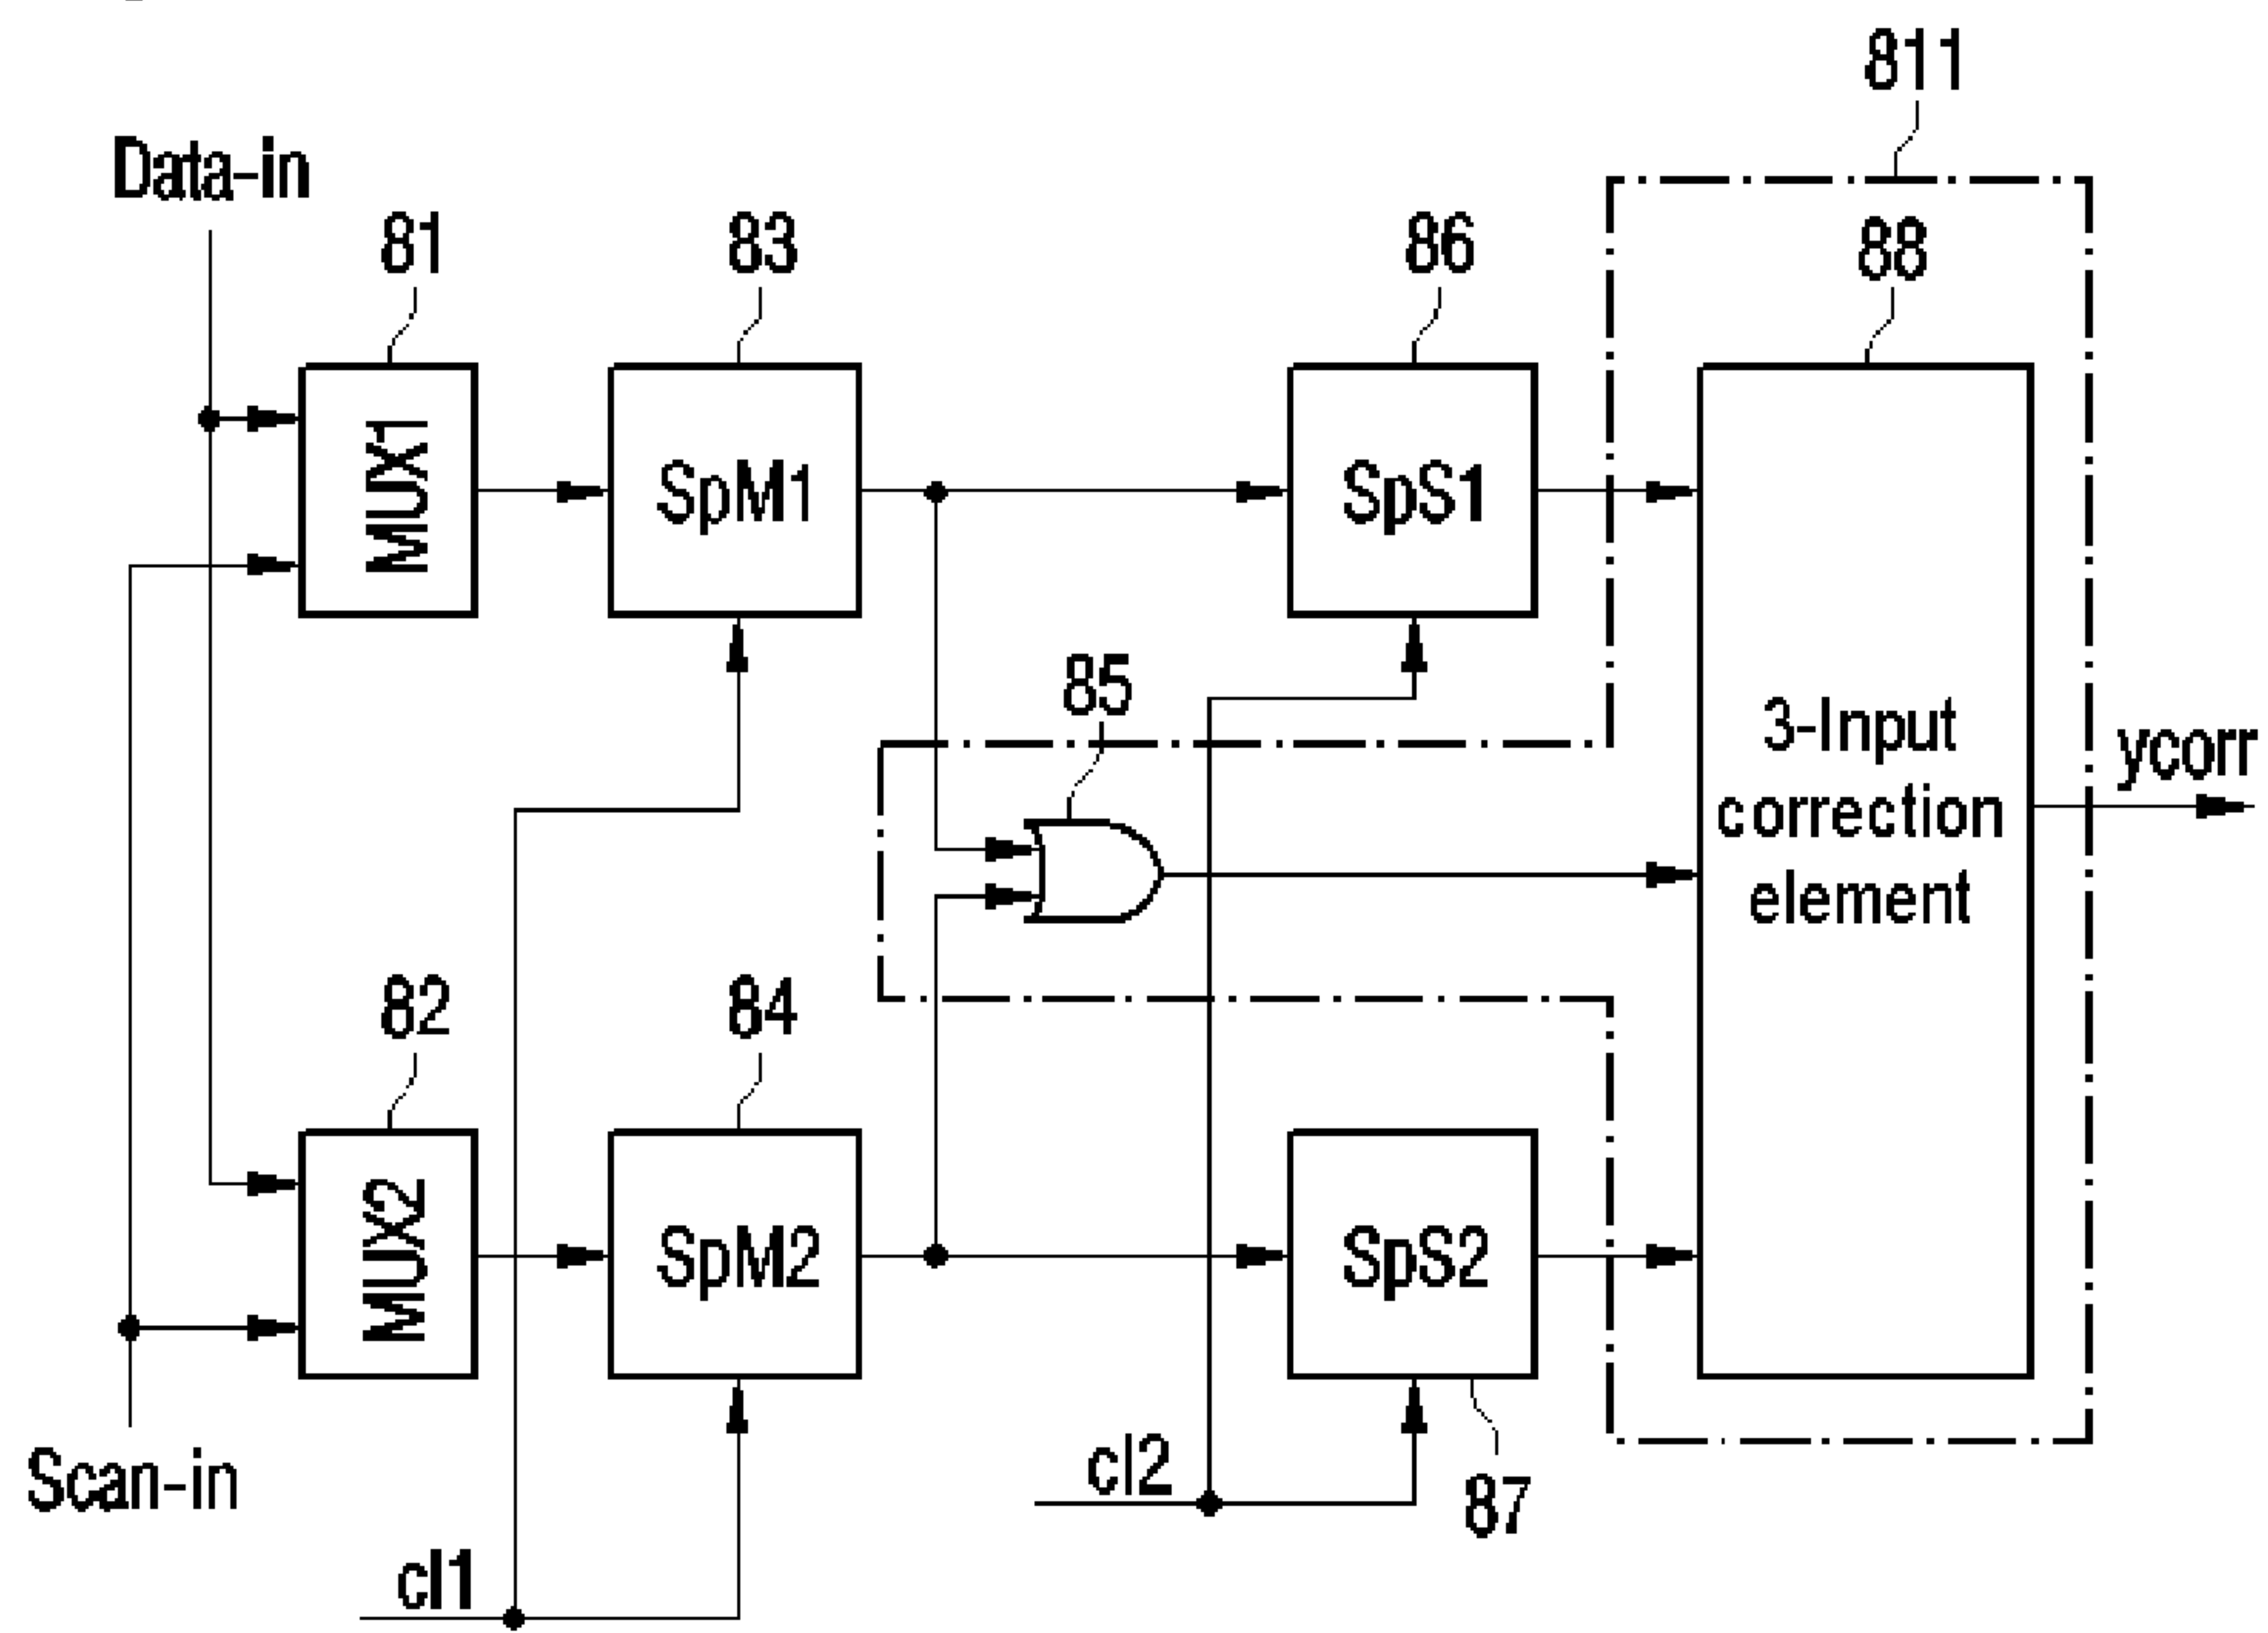 811
Data-in
81
83
86
88
MUX1
SpM1
SpS1
85
3-Input
correction
element
ycorr
82
84
MUX2
SpM2
SpS2
Scan-in
cl2
87
cl1